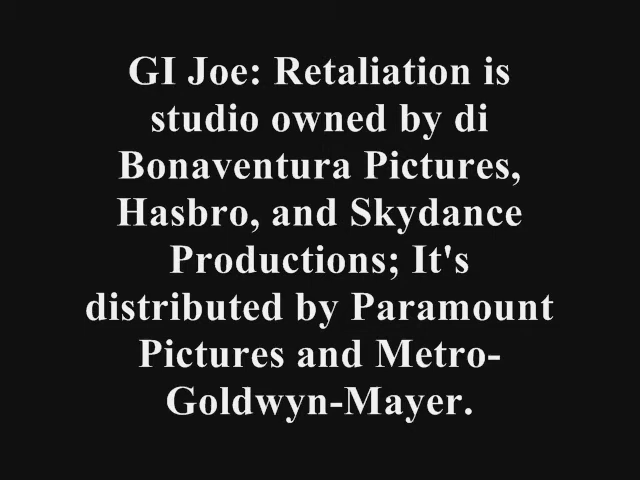 GI Joe: Retaliation is
studio owned by di
Bonaventura Pictures,
Hasbro, and Skydance
Productions; It's
distributed by Paramount
Pictures and Metro-
Goldwyn-Mayer.